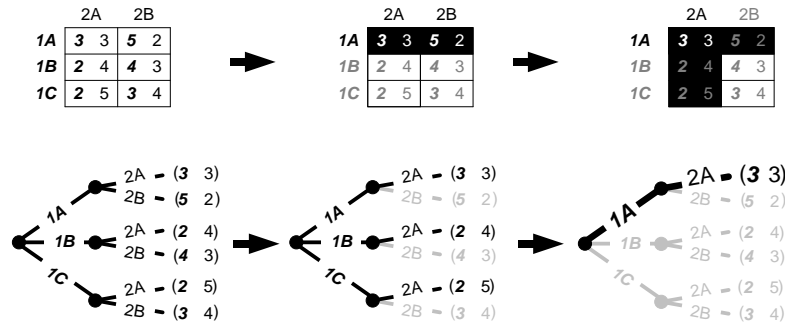 2A 2B 2A 2B 2A 2B
1A 3 3 5 2 1A 3 3 5 2 1A 3 3 5 2
1B 2 4 4 3 1B 2 4 4 3 1B 2 4 4 3
1C 2 5 3 4 1C 2 5 3 4 1C 2 5 3 4
2A (3 3) 2A (3 3) 2A (3 3)
1A 2B (5 2) 1A 2B (5 2) 1A 2B (5 2)
1B 2A (2 4) 1B 2A (2 4) 1B 2A (2 4)
2B (4 3) 2B (4 3) 2B (4 3)
1C 2A (2 5) 1C 2A (2 5) 1C 2A (2 5)
2B (3 4) 2B (3 4) 2B (3 4)